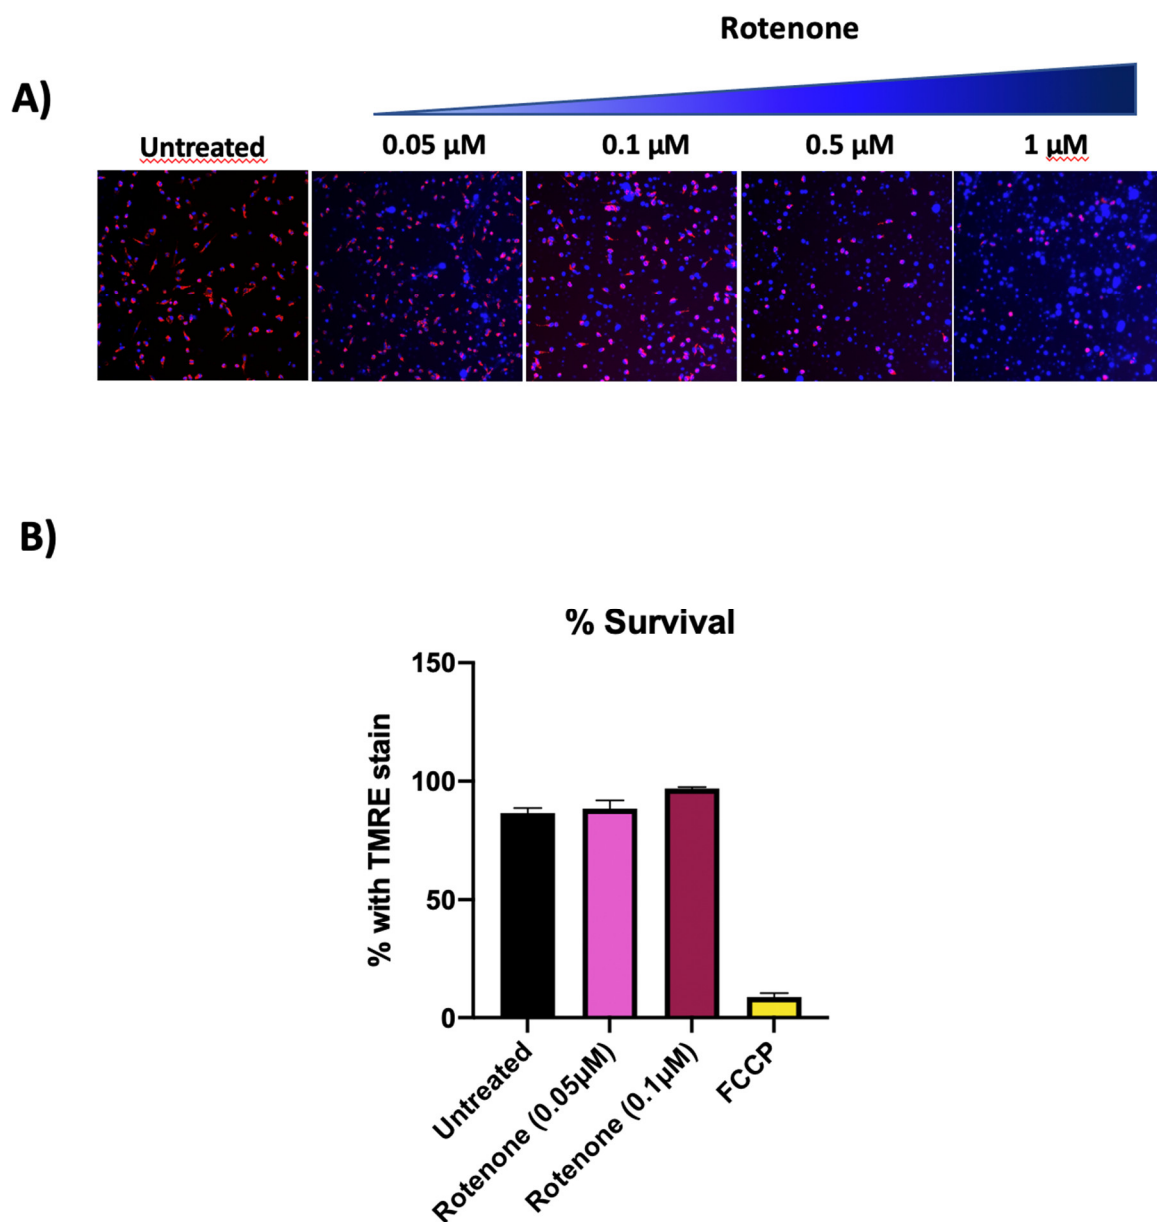 Rotenone
A)
Untreated
0.05 µM
0.1 µM
0.5 µM
1 µM
B)
% Survival
% with TMRE stain
150
100
50
0
Untreated
Rotenone (0.05µM)
Rotenone (0.1µM)
FCCP